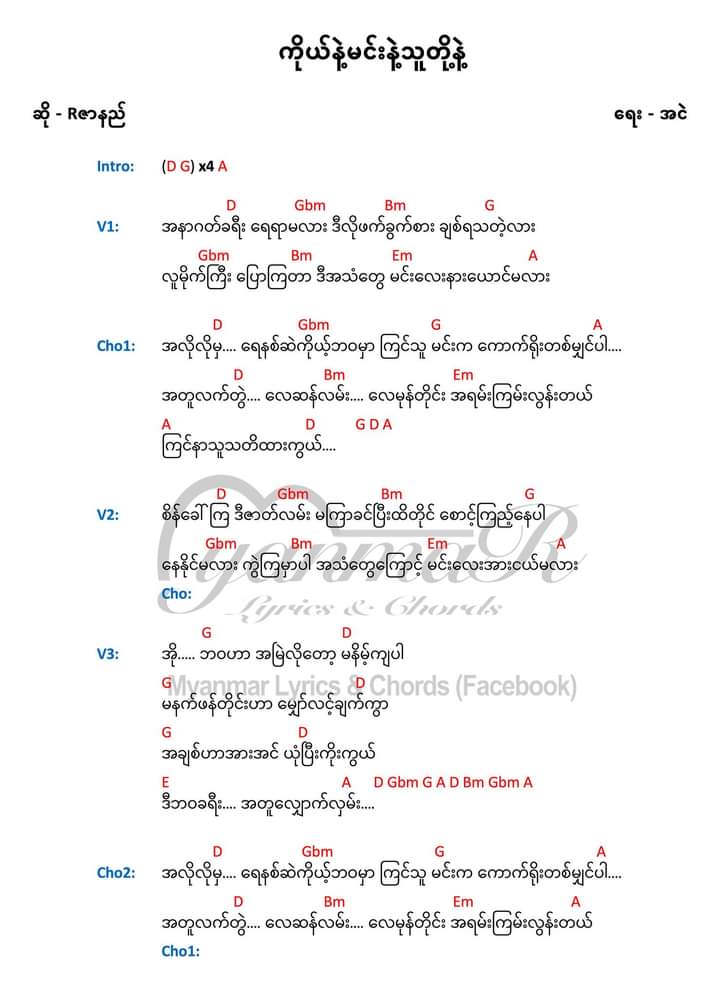 ကိုယ်နဲ့မင်းနဲ့သူတို့နဲ့
ဆို - Rဇာနည်
ရေး - အငဲ
Intro: (D G) x4 A
D Gbm Bm G
V1: အနာဂတ်ခရီး ရေရာမလား ဒီလိုဖက်ခွက်စား ချစ်ရသတဲ့လား
Gbm Bm Em A
လူမိုက်ကြီး ပြောကြတာ ဒီအသံတွေ မင်းလေးနားယောင်မလား
D Gbm G A
Cho1: အလိုလိုမှ.... ရေနစ်ဆဲကိုယ့်ဘဝမှာ ကြင်သူ မင်းက ကောက်ရိုးတစ်မျှင်ပါ....
D Bm Em
အတူလက်တွဲ.... လေဆန်လမ်း.... လေမုန်တိုင်း အရမ်းကြမ်းလွန်းတယ်
A D G D A
ကြင်နာသူသတိထားကွယ်....
D Gbm Bm G
V2: စိန်ခေါ်ကြ ဒီဇာတ်လမ်း မကြာခင်ပြီးထိတိုင် စောင့်ကြည့်နေပါ
Gbm Bm Em A
နေနိုင်မလား ကွဲကြမှာပါ အသံတွေကြောင့် မင်းလေးအားငယ်မလား
Cho:
MyanmaR
Lyrics & Chords
G D
V3: အို..... ဘဝဟာ အမြဲလိုတော့ မနိမ့်ကျပါ
G D
Myanmar Lyrics & Chords (Facebook)
မနက်ဖန်တိုင်းဟာ မျှော်လင့်ချက်ကွာ
G D
အချစ်ဟာအားအင် ယုံပြီးကိုးကွယ်
E A D Gbm G A D Bm Gbm A
ဒီဘဝခရီး.... အတူလျှောက်လှမ်း....
D Gbm G A
Cho2: အလိုလိုမှ.... ရေနစ်ဆဲကိုယ့်ဘဝမှာ ကြင်သူ မင်းက ကောက်ရိုးတစ်မျှင်ပါ....
D Bm Em A
အတူလက်တွဲ.... လေဆန်လမ်း.... လေမုန်တိုင်း အရမ်းကြမ်းလွန်းတယ်
Cho1: